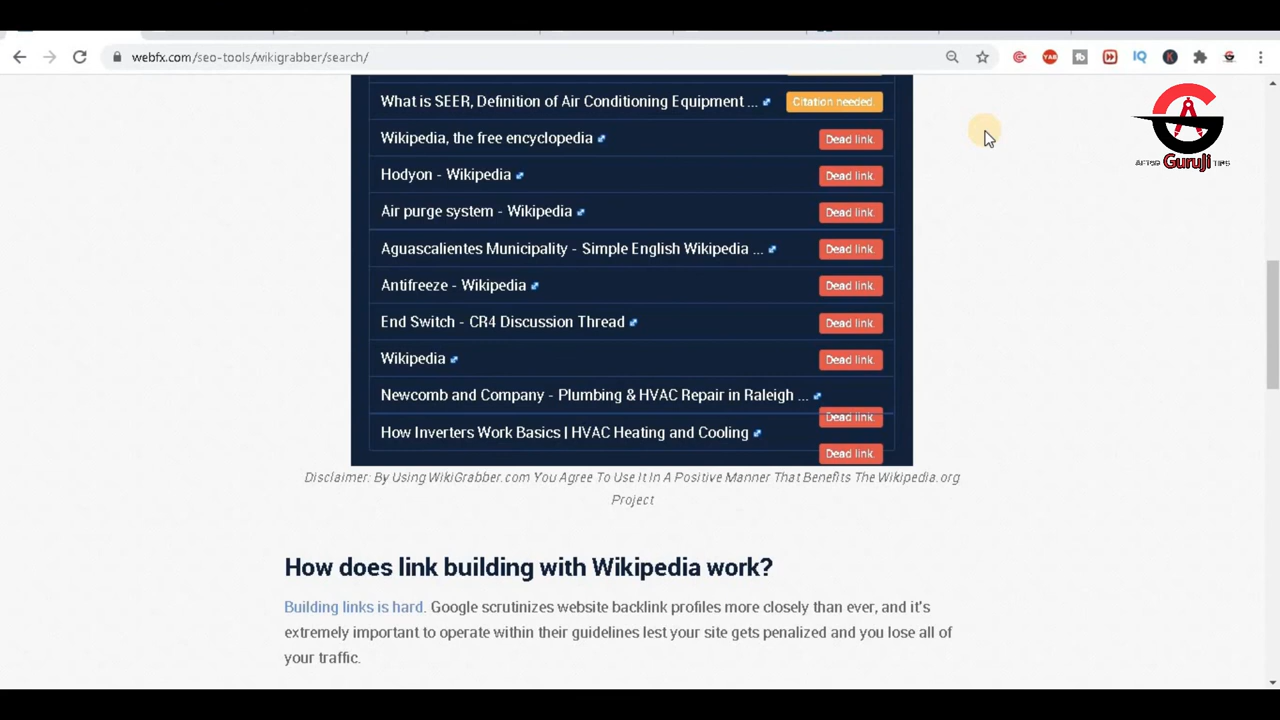 webfx.com/seo-tools/wikigrabber/search/
What is SEER, Definition of Air Conditioning Equipment ... Citation needed.
Wikipedia, the free encyclopedia Dead link.
Hodyon - Wikipedia Dead link.
Air purge system - Wikipedia Dead link.
Aguascalientes Municipality - Simple English Wikipedia ... Dead link.
Antifreeze - Wikipedia Dead link.
End Switch - CR4 Discussion Thread Dead link.
Wikipedia Dead link.
Newcomb and Company - Plumbing & HVAC Repair in Raleigh ...
Dead link.
How Inverters Work Basics | HVAC Heating and Cooling
Dead link.
Disclaimer: By Using WikiGrabber.com You Agree To Use It In A Positive Manner That Benefits The Wikipedia.org
Project
How does link building with Wikipedia work?
Building links is hard. Google scrutinizes website backlink profiles more closely than ever, and it's
extremely important to operate within their guidelines lest your site gets penalized and you lose all of
your traffic.
GuruJi
TIPS
YAB
IQ
K